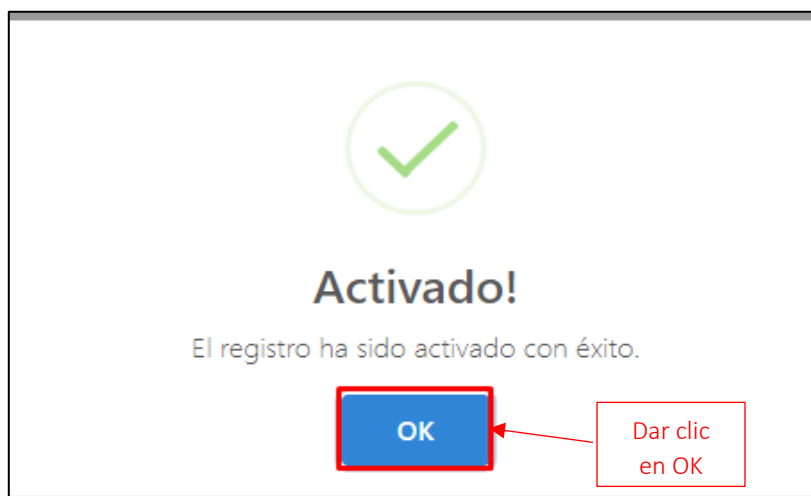 Activado!
El registro ha sido activado con éxito.
OK
Dar clic
en OK